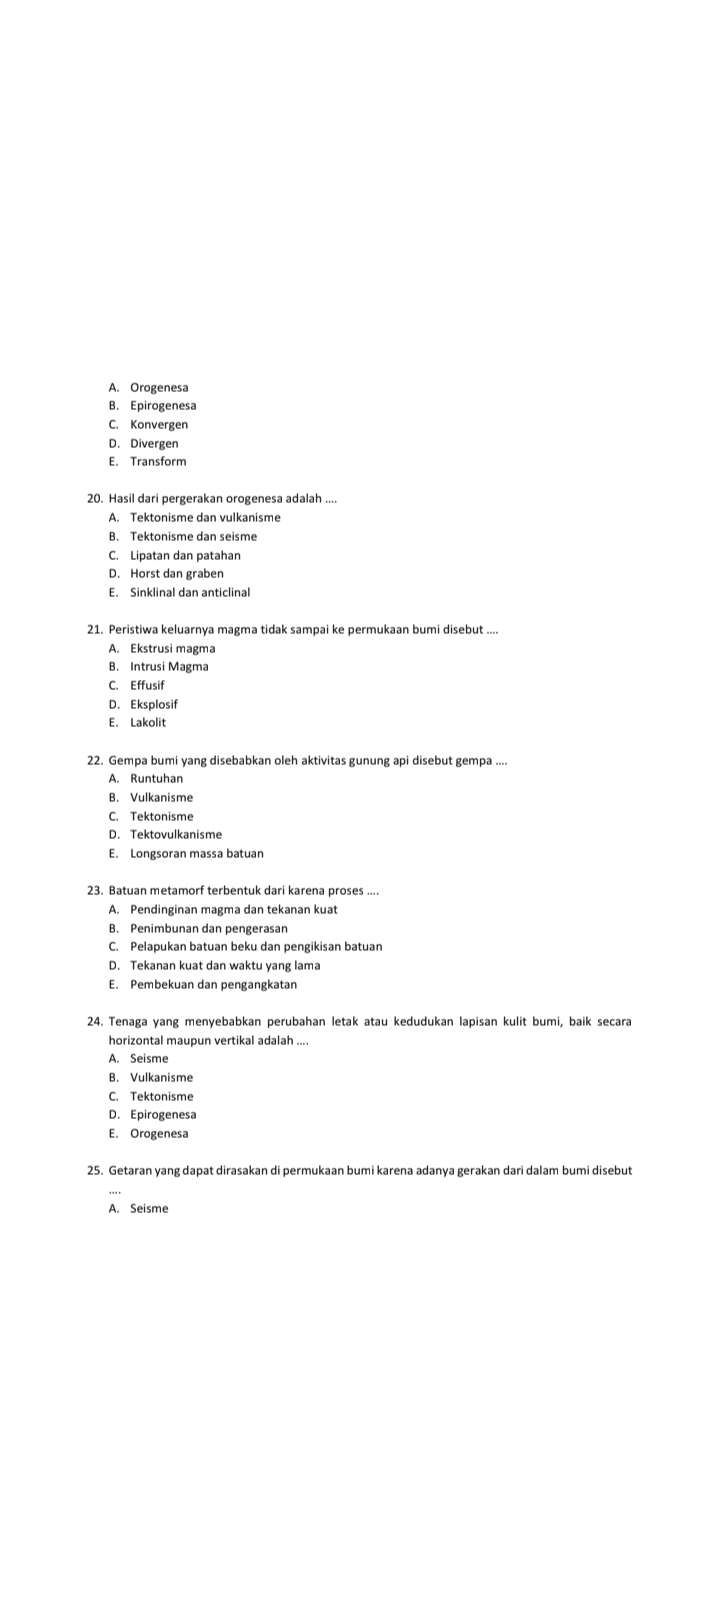 A. Orogenesa
B. Epirogenesa
C. Konvergen
D. Divergen
E. Transform
20. Hasil dari pergerakan orogenesa adalah ....
A. Tektonisme dan vulkanisme
B. Tektonisme dan seisme
C. Lipatan dan patahan
D. Horst dan graben
E. Sinklinal dan anticlinal
21. Peristiwa keluarnya magma tidak sampai ke permukaan bumi disebut ....
A. Ekstrusi magma
B. Intrusi Magma
C. Effusif
D. Eksplosif
E. Lakolit
22. Gempa bumi yang disebabkan oleh aktivitas gunung api disebut gempa ....
A. Runtuhan
B. Vulkanisme
C. Tektonisme
D. Tektovulkanisme
E. Longsoran massa batuan
23. Batuan metamorf terbentuk dari karena proses ....
A. Pendinginan magma dan tekanan kuat
B. Penimbunan dan pengerasan
C. Pelapukan batuan beku dan pengikisan batuan
D. Tekanan kuat dan waktu yang lama
E. Pembekuan dan pengangkatan
24. Tenaga yang menyebabkan perubahan letak atau kedudukan lapisan kulit bumi, baik secara
horizontal maupun vertikal adalah ....
A. Seisme
B. Vulkanisme
C. Tektonisme
D. Epirogenesa
E. Orogenesa
25. Getaran yang dapat dirasakan di permukaan bumi karena adanya gerakan dari dalam bumi disebut
....
A. Seisme